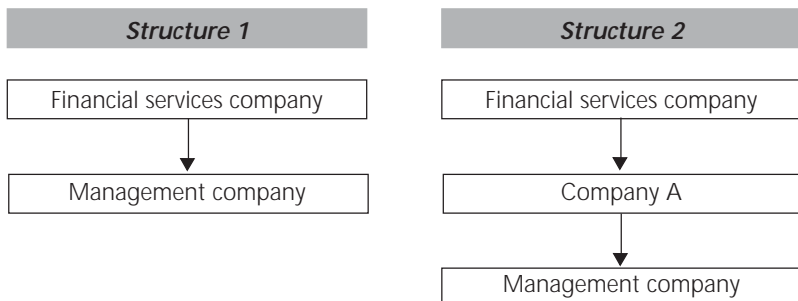 Structure 1
Financial services company
Management company
Structure 2
Financial services company
Company A
Management company